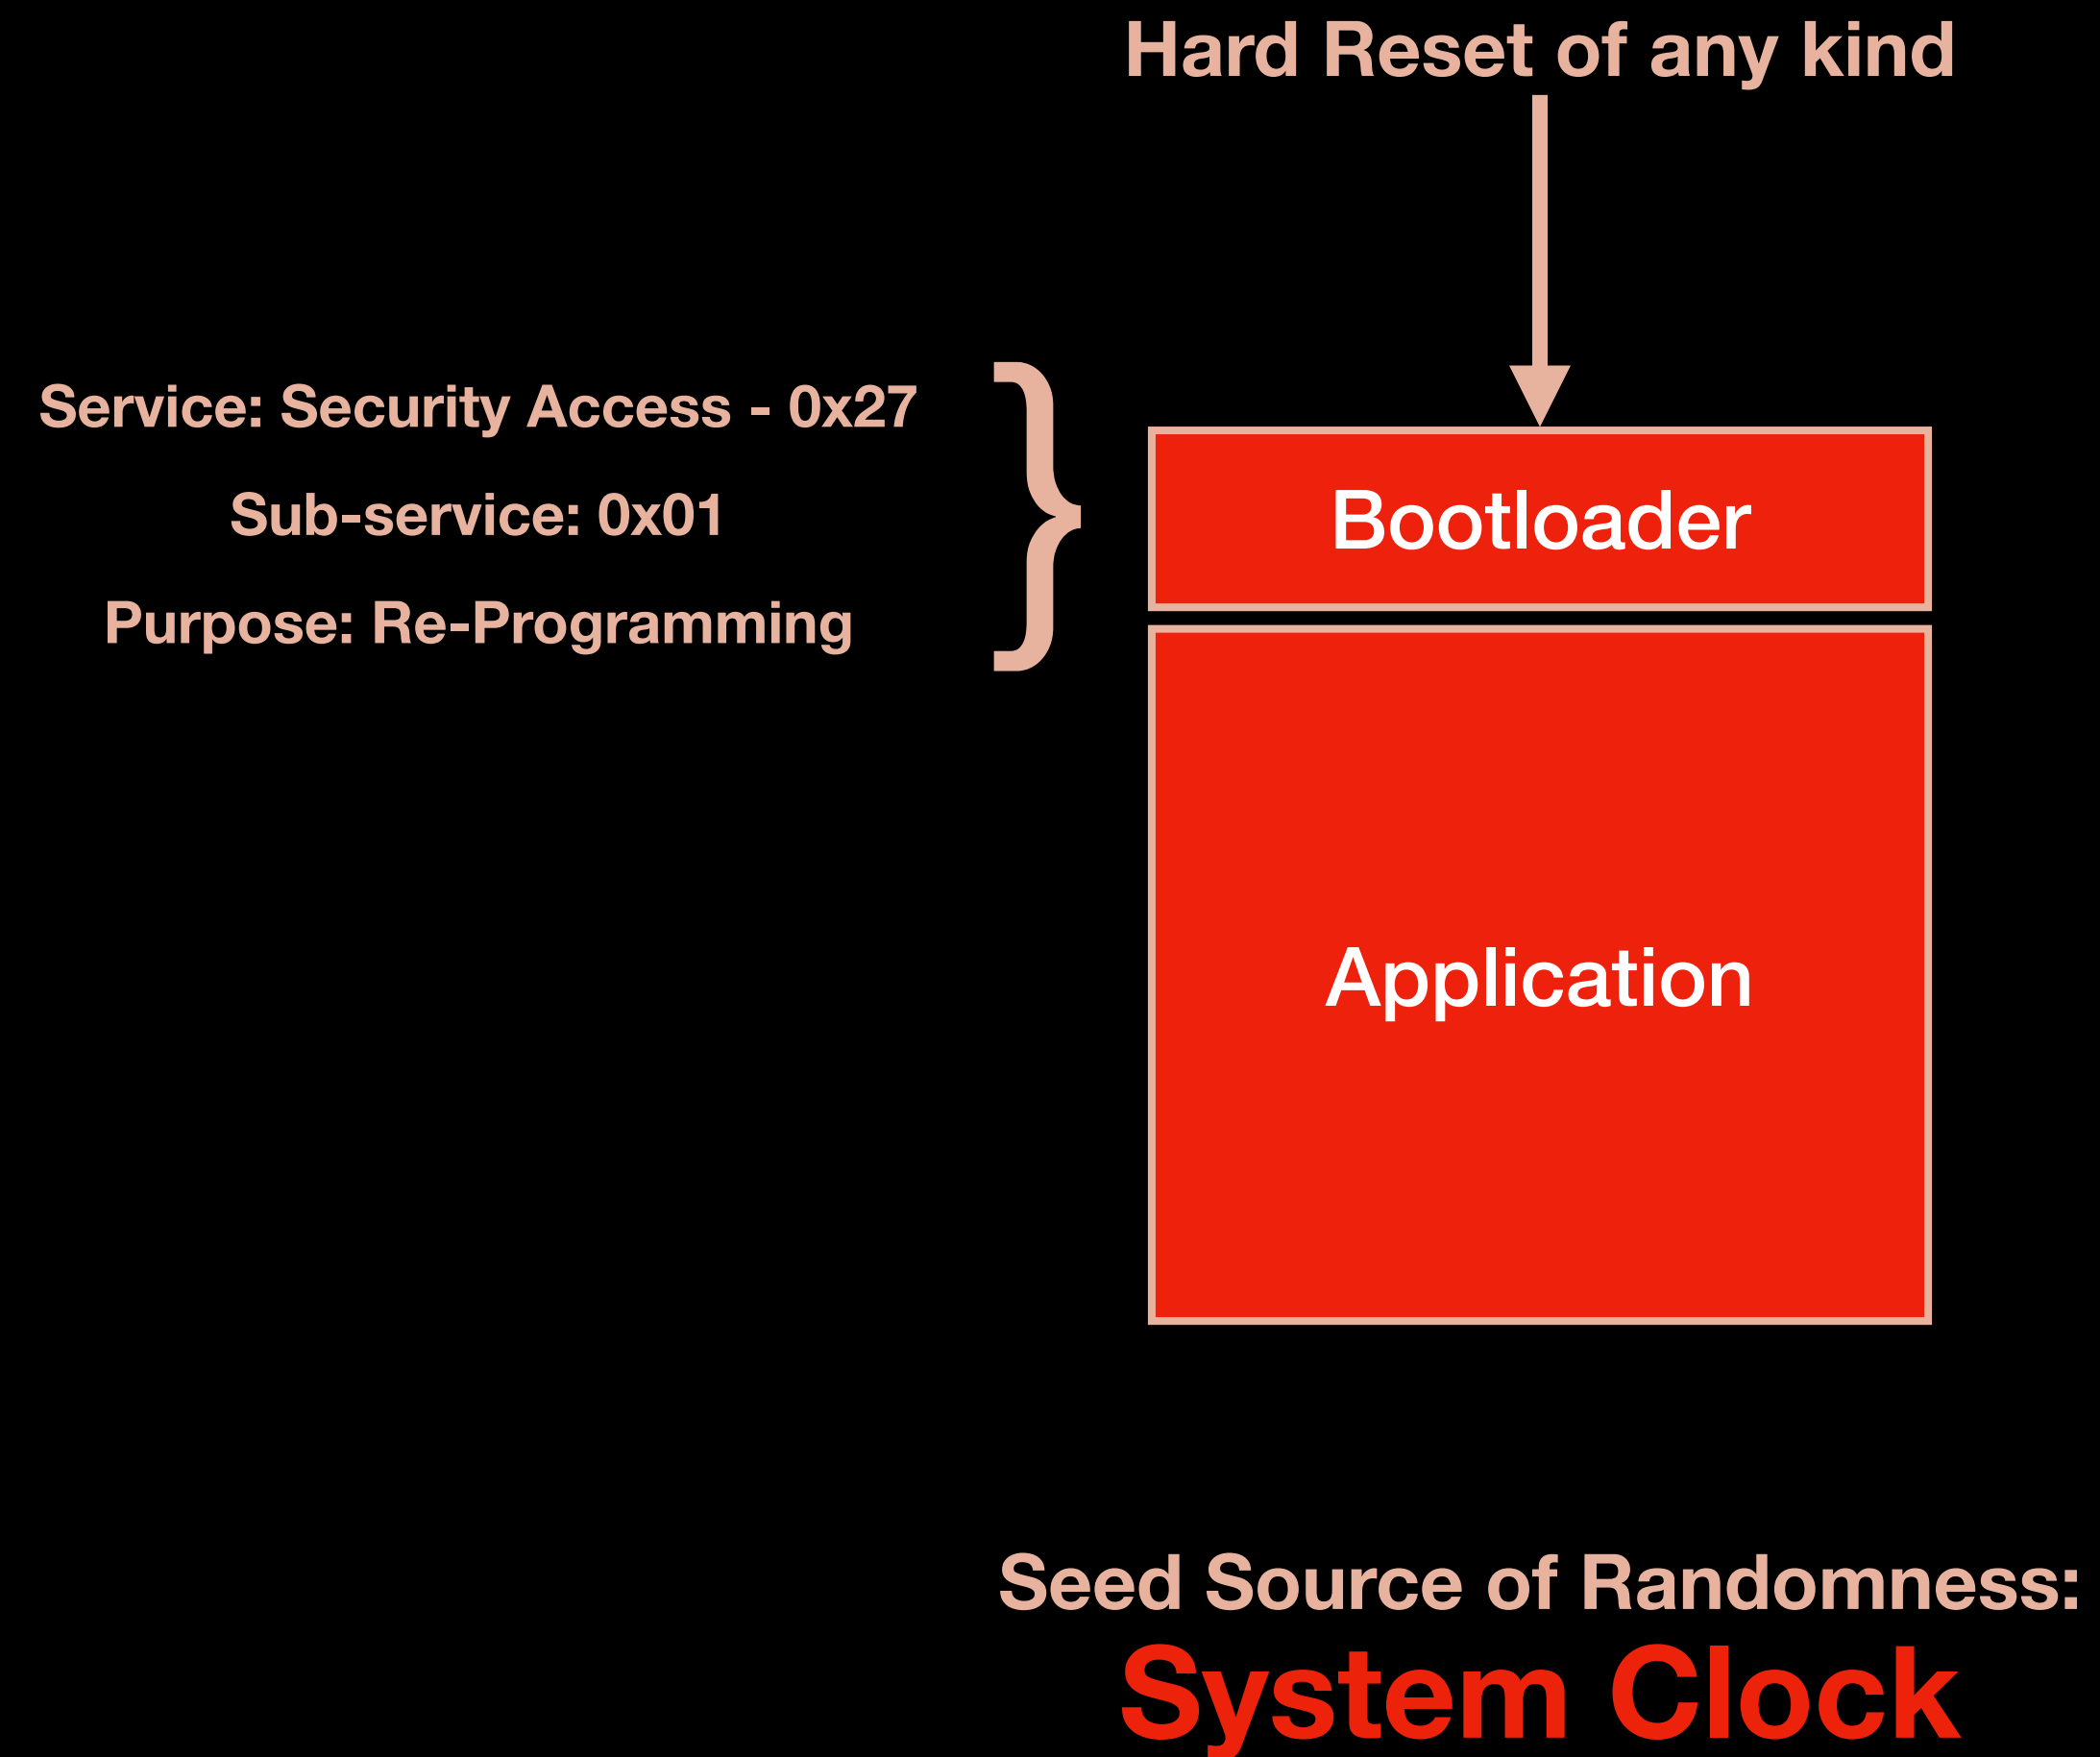 Hard Reset of any kind
Service: Security Access - 0x27
Sub-service: 0x01
Purpose: Re-Programming
Bootloader
Application
Seed Source of Randomness:
System Clock